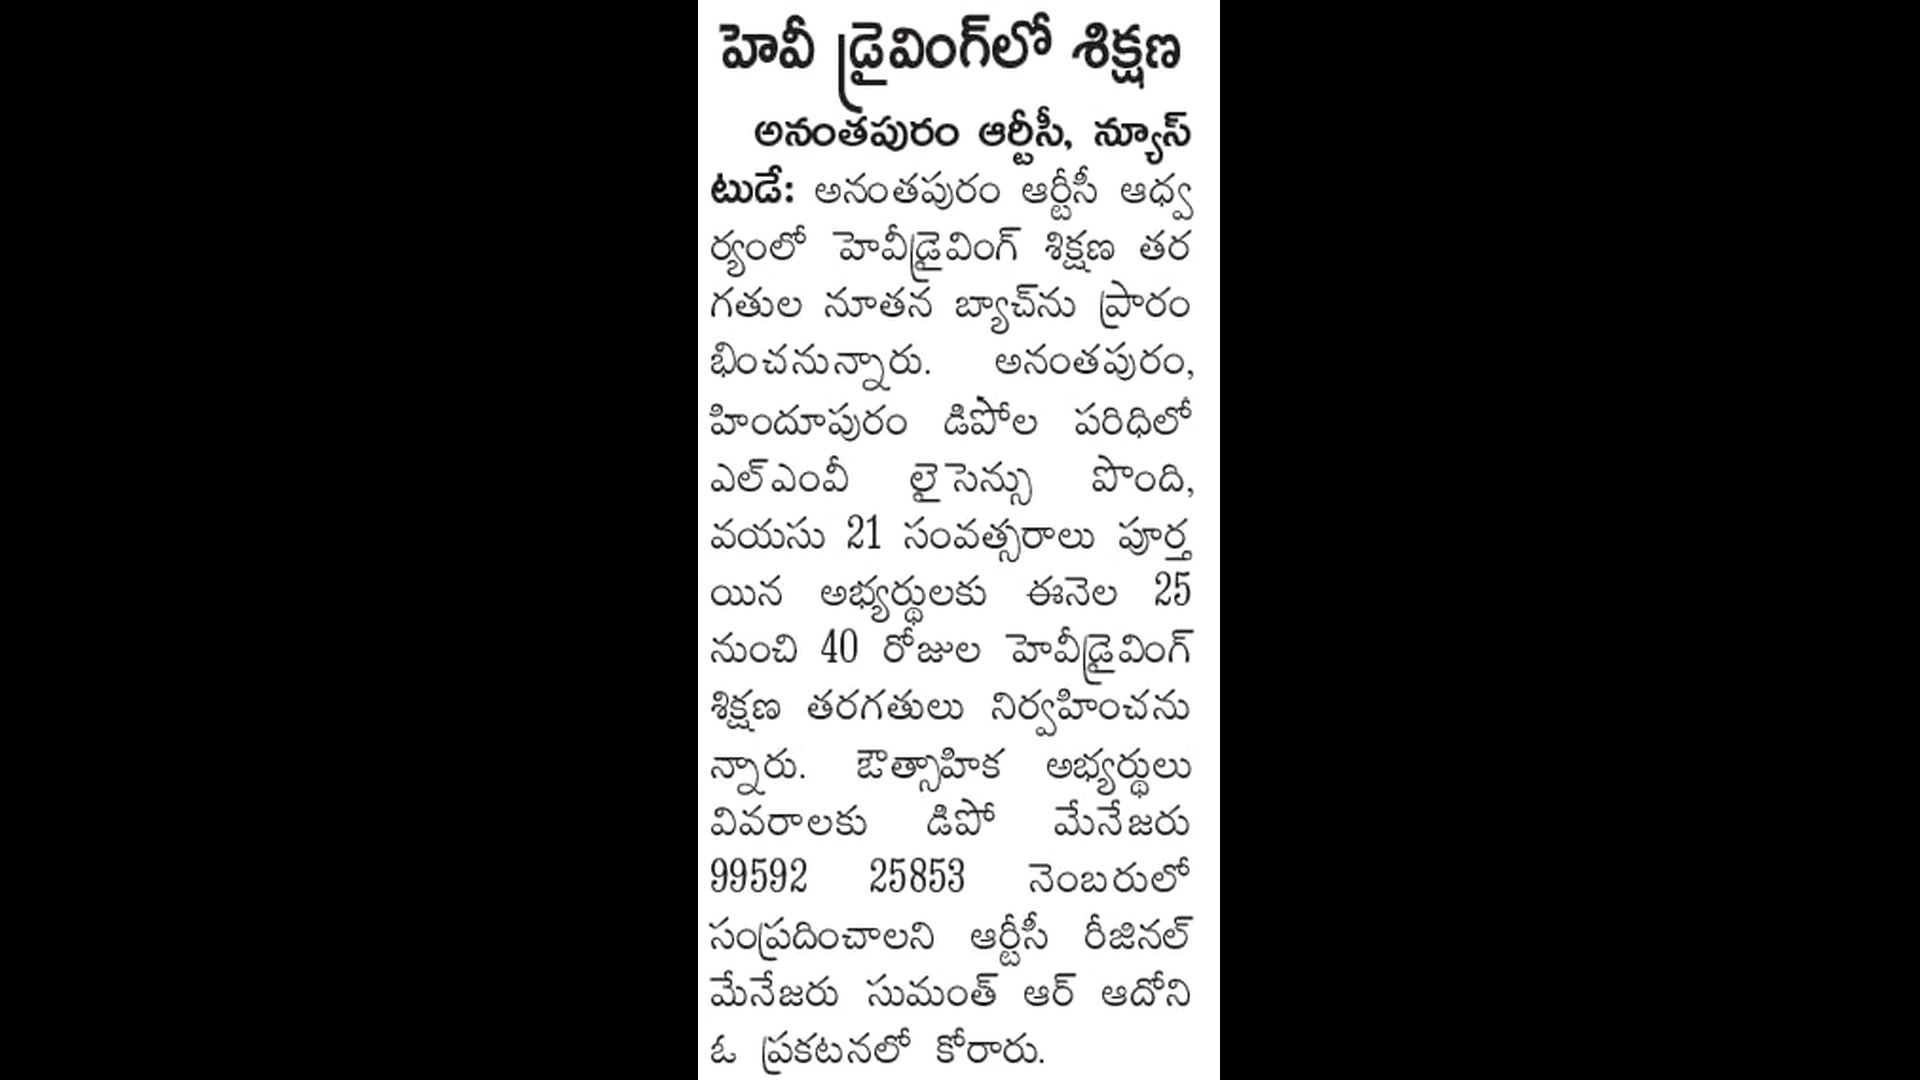 హెవీ డ్రైవింగ్‌లో శిక్షణ
అనంతపురం ఆర్టీసీ, న్యూస్
టుడే: అనంతపురం ఆర్టీసీ ఆధ్వ
ర్యంలో హెవీడ్రైవింగ్ శిక్షణ తర
గతుల నూతన బ్యాచ్‌ను ప్రారం
భించనున్నారు. అనంతపురం,
హిందూపురం డిపోల పరిధిలో
ఎల్ఎంవీ లైసెన్సు పొంది,
వయసు 21 సంవత్సరాలు పూర్త
యిన అభ్యర్థులకు ఈనెల 25
నుంచి 40 రోజుల హెవీడ్రైవింగ్
శిక్షణ తరగతులు నిర్వహించను
న్నారు. ఔత్సాహిక అభ్యర్థులు
వివరాలకు డిపో మేనేజరు
99592 25853 నెంబరులో
సంప్రదించాలని ఆర్టీసీ రీజినల్
మేనేజరు సుమంత్ ఆర్ ఆదోని
ఓ ప్రకటనలో కోరారు.